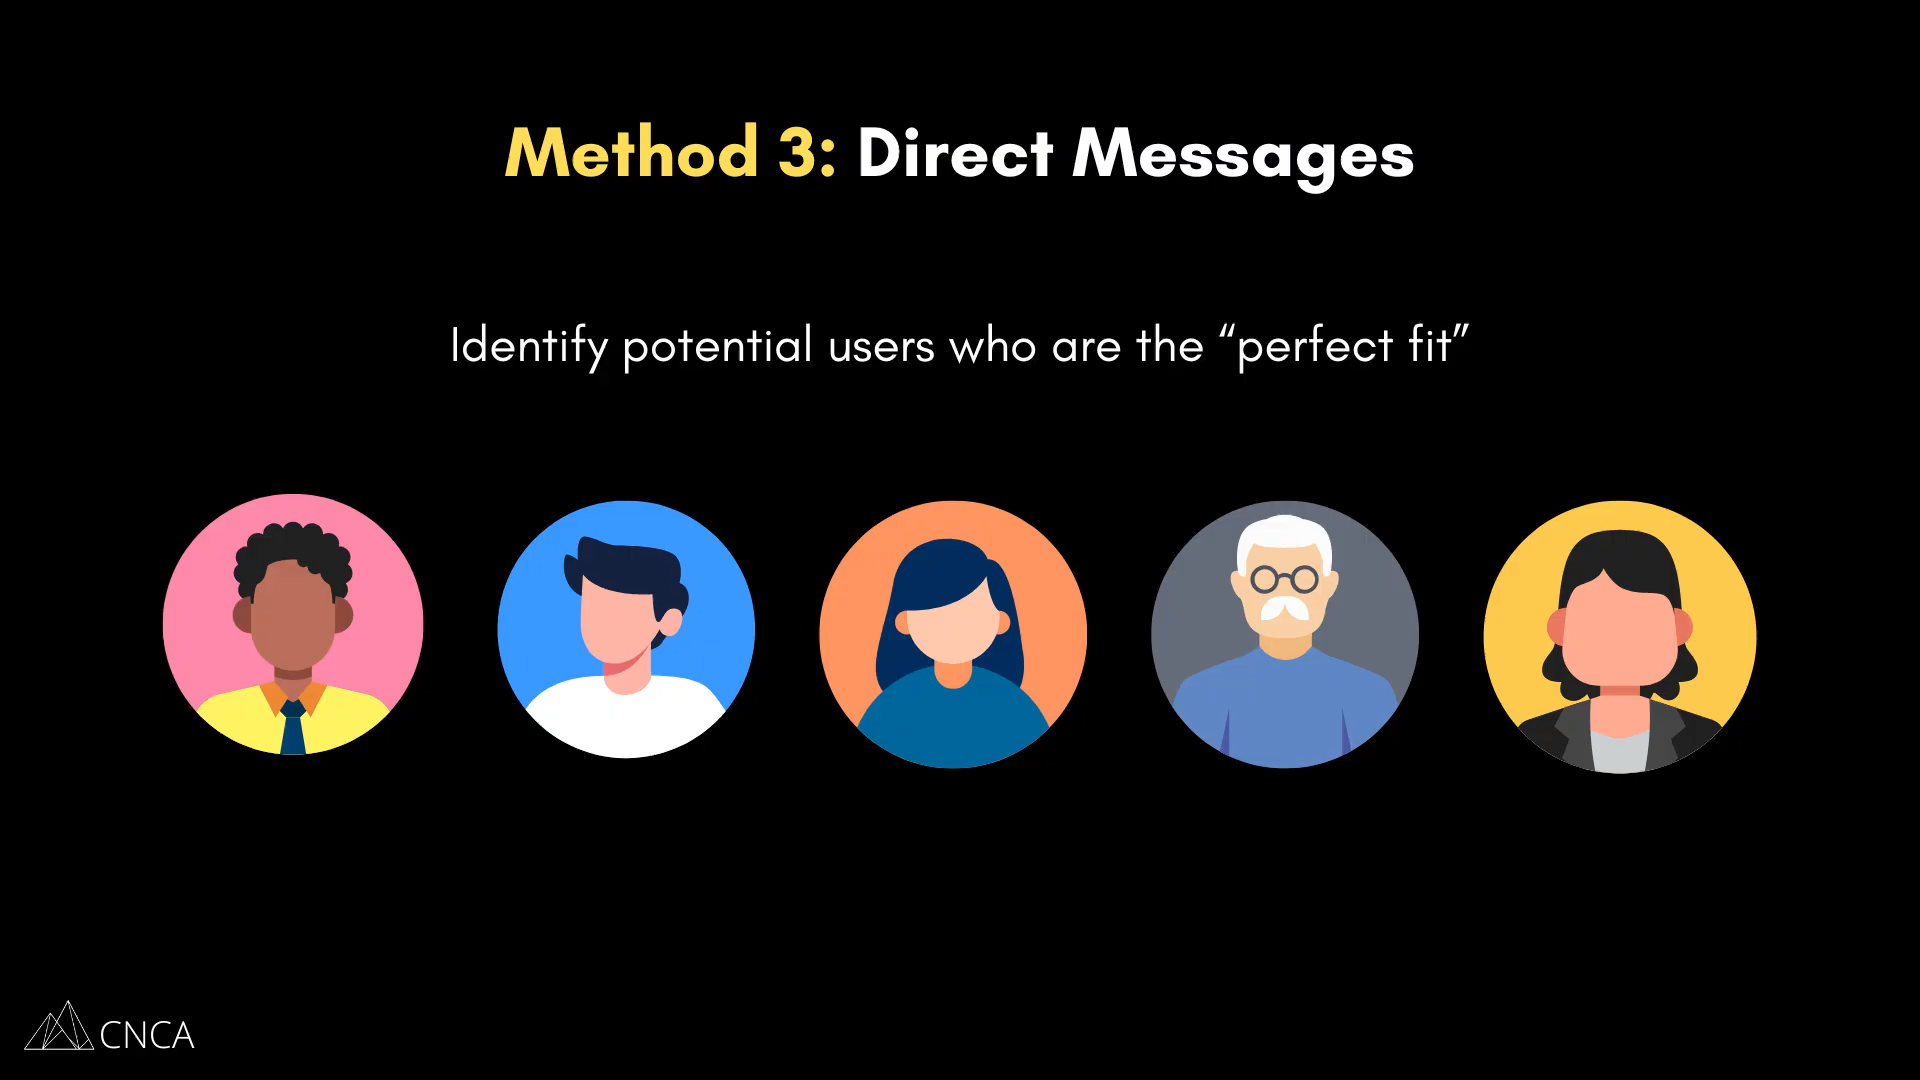 Method 3: Direct Messages
Identify potential users who are the “perfect fit”
CNCA